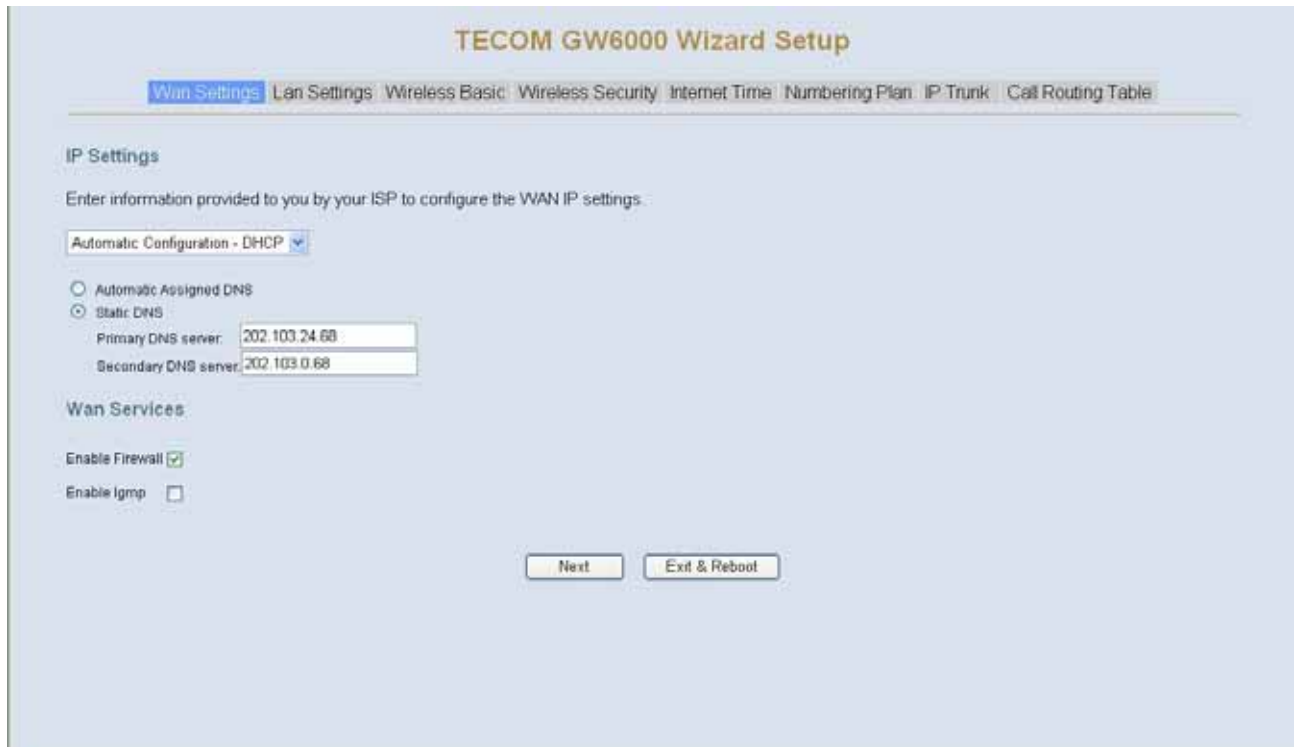 TECOM GW6000 Wizard Setup
Wan Settings Lan Settings Wireless Basic Wireless Security Internet Time Numbering Plan IP Trunk Call Routing Table
IP Settings
Enter information provided to you by your ISP to configure the WAN IP settings.
Automatic Configuration - DHCP
Automatic Assigned DNS
Static DNS
Primary DNS server: 202.103.24.68
Secondary DNS server: 202.103.0.68
Wan Services
Enable Firewall
Enable Igmp
Next Exit & Reboot